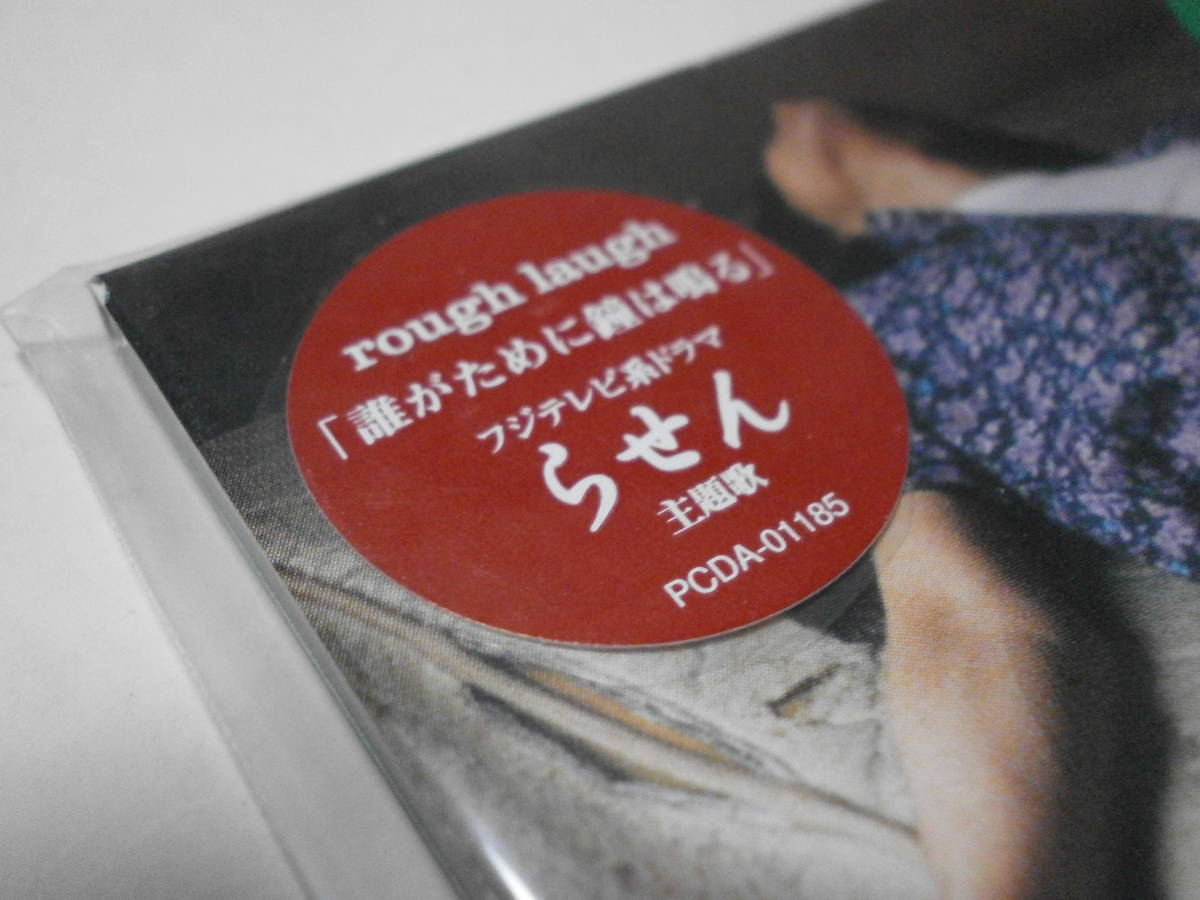 rough laugh
「誰がために鐘は鳴る」
フジテレビ系ドラマ
らせん
主題歌
PCDA-01185